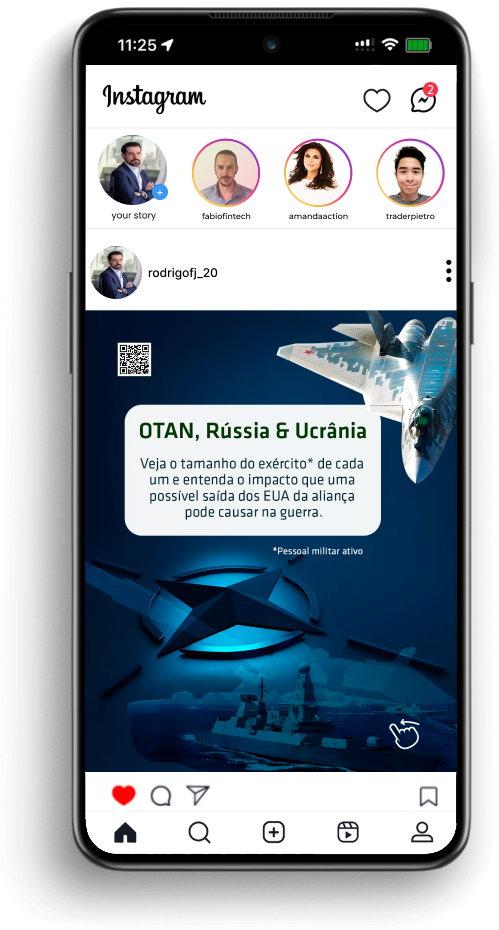 11:25
Instagram
2
your story
fabiofintech
amandaaction
traderpietro
rodrigofj_20
OTAN, Rússia & Ucrânia
Veja o tamanho do exército* de cada
um e entenda o impacto que uma
possível saída dos EUA da aliança
pode causar na guerra.
*Pessoal militar ativo